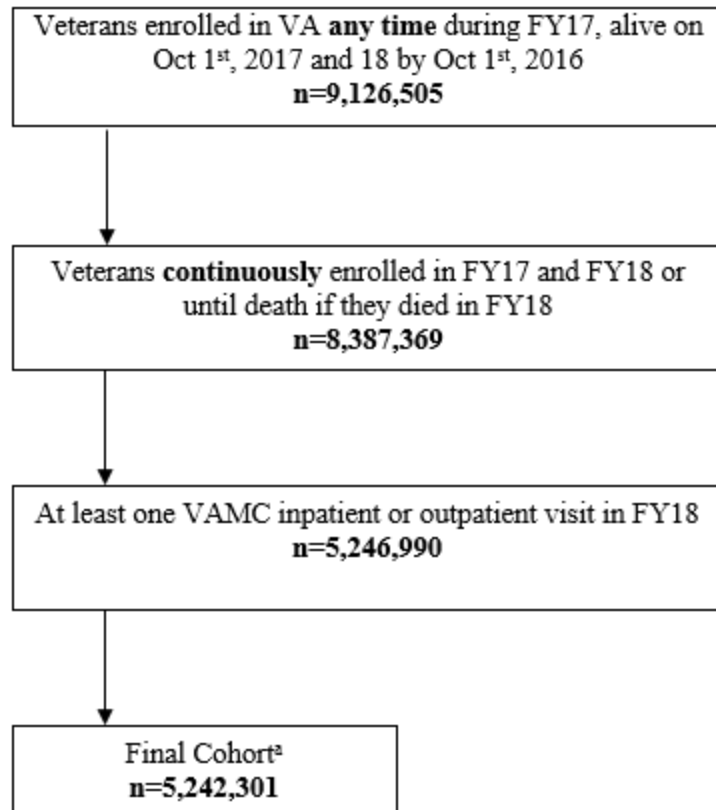 Veterans enrolled in VA any time during FY17, alive on
Oct 1st, 2017 and 18 by Oct 1st, 2016
n=9,126,505
Veterans continuously enrolled in FY17 and FY18 or
until death if they died in FY18
n=8,387,369
At least one VAMC inpatient or outpatient visit in FY18
n=5,246,990
Final Cohortª
n=5,242,301